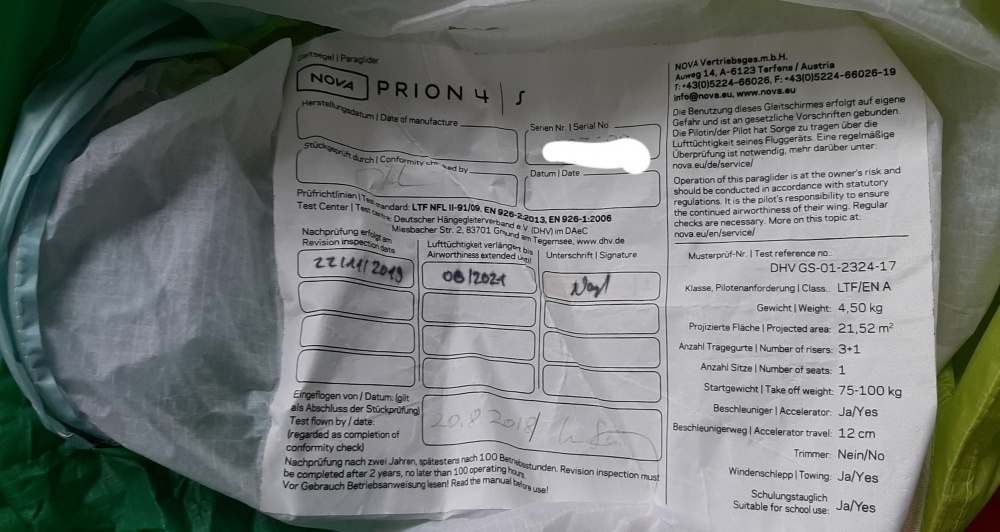 Gleitsegel | Paraglider
NOVA PRION 4 | S
Herstellungsdatum | Date of manufacture
Serien Nr. | Serial No.
Stückgeprüft durch | Conformity checked by
Datum | Date
Prüfrichtlinien | Test standard: LTF NFL II-91/09, EN 926-2:2013, EN 926-1:2006
Test Center | Test centre: Deutscher Hängegleiterverband e.V. (DHV) im DAeC
Miesbacher Str. 2, 83701 Gmund am Tegernsee, www.dhv.de
Nachprüfung erfolgt am
Revision inspection date
Lufttüchtigkeit verlängert bis
Airworthiness extended until
Unterschrift | Signature
22/11/2019
08/2021
Eingeflogen von / Datum: (gilt
als Abschluss der Stückprüfung)
Test flown by / date:
(regarded as completion of
conformity check)
20.8.2018/
Nachprüfung nach zwei Jahren, spätestens nach 100 Betriebsstunden. Revision inspection must
be completed after 2 years, no later than 100 operating hours.
Vor Gebrauch Betriebsanweisung lesen! Read the manual before use!
NOVA Vertriebsges.m.b.H.
Auweg 14, A-6123 Terfens / Austria
T: +43(0)5224-66026, F: +43(0)5224-66026-19
info@nova.eu, www.nova.eu
Die Benutzung dieses Gleitschirmes erfolgt auf eigene
Gefahr und ist an gesetzliche Vorschriften gebunden.
Die Pilotin/der Pilot hat Sorge zu tragen über die
Lufttüchtigkeit seines Fluggeräts. Eine regelmäßige
Überprüfung ist notwendig, mehr darüber unter:
nova.eu/de/service/
Operation of this paraglider is at the owner's risk and
should be conducted in accordance with statutory
regulations. It is the pilot's responsibility to ensure
the continued airworthiness of their wing. Regular
checks are necessary. More on this topic at:
nova.eu/en/service/
Musterprüf-Nr. | Test reference no.:
DHV GS-01-2324-17
Klasse, Pilotenanforderung | Class.: LTF/EN A
Gewicht | Weight: 4,50 kg
Projizierte Fläche | Projected area: 21,52 m²
Anzahl Tragegurte | Number of risers: 3+1
Anzahl Sitze | Number of seats: 1
Startgewicht | Take off weight: 75-100 kg
Beschleuniger | Accelerator: Ja/Yes
Beschleunigerweg | Accelerator travel: 12 cm
Trimmer: Nein/No
Windenschlepp | Towing: Ja/Yes
Schulungstauglich
Suitable for school use: Ja/Yes